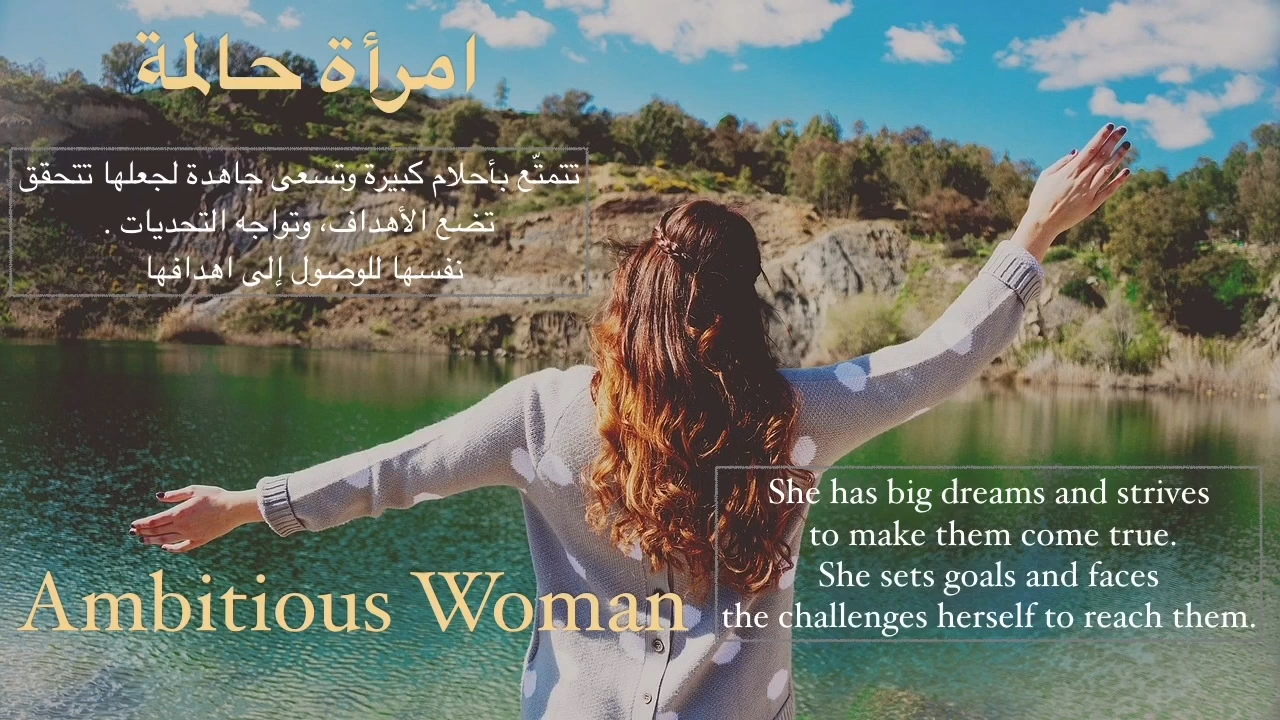 امرأة حالمة
تتمتّع بأحلام كبيرة وتسعى جاهدة لجعلها تتحقق
تضع الأهداف، وتواجه التحديات .
نفسها للوصول إلى اهدافها
She has big dreams and strives
to make them come true.
She sets goals and faces
the challenges herself to reach them.
Ambitious Woman